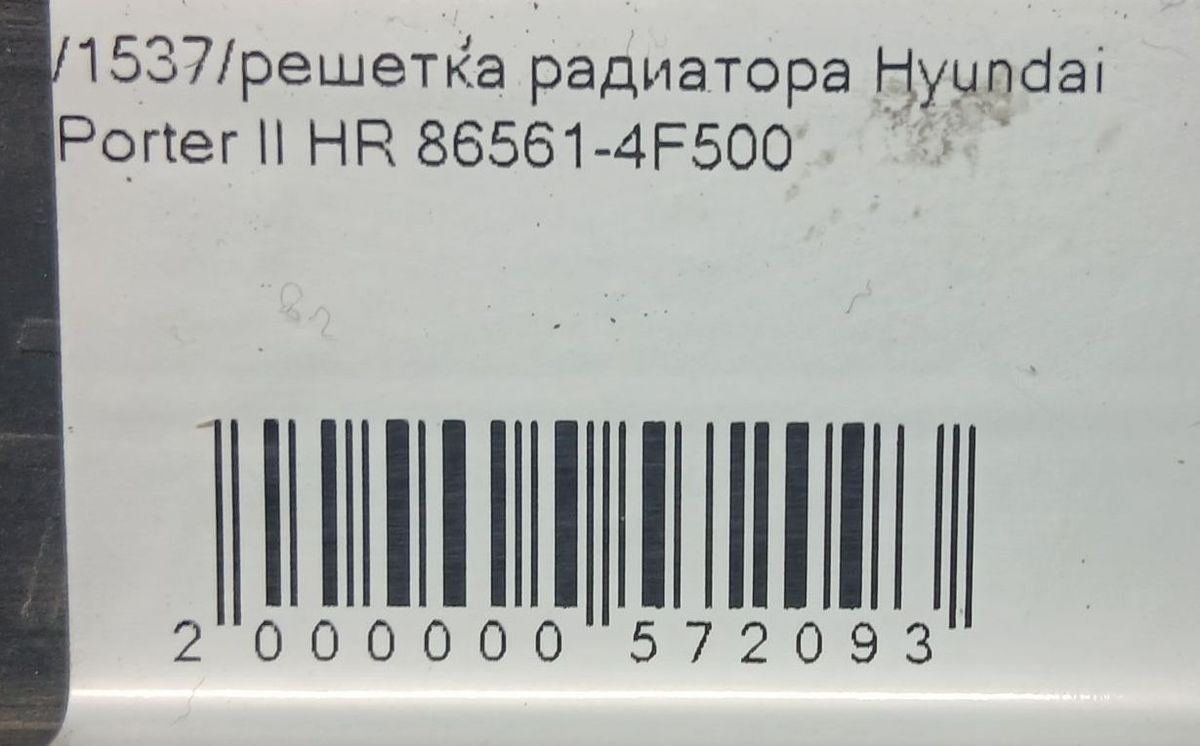 /1537/решетка радиатора Hyundai
Porter II HR 86561-4F500
2 000000 572093